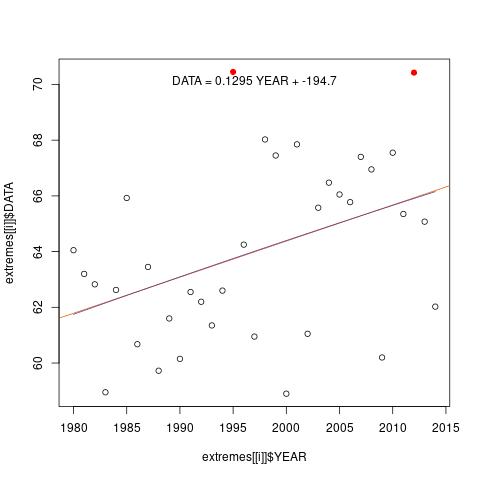 DATA = 0.1295 YEAR + -194.7
70
68
66
64
62
60
extremes[[i]]$DATA
1980 1985 1990 1995 2000 2005 2010 2015
extremes[[i]]$YEAR